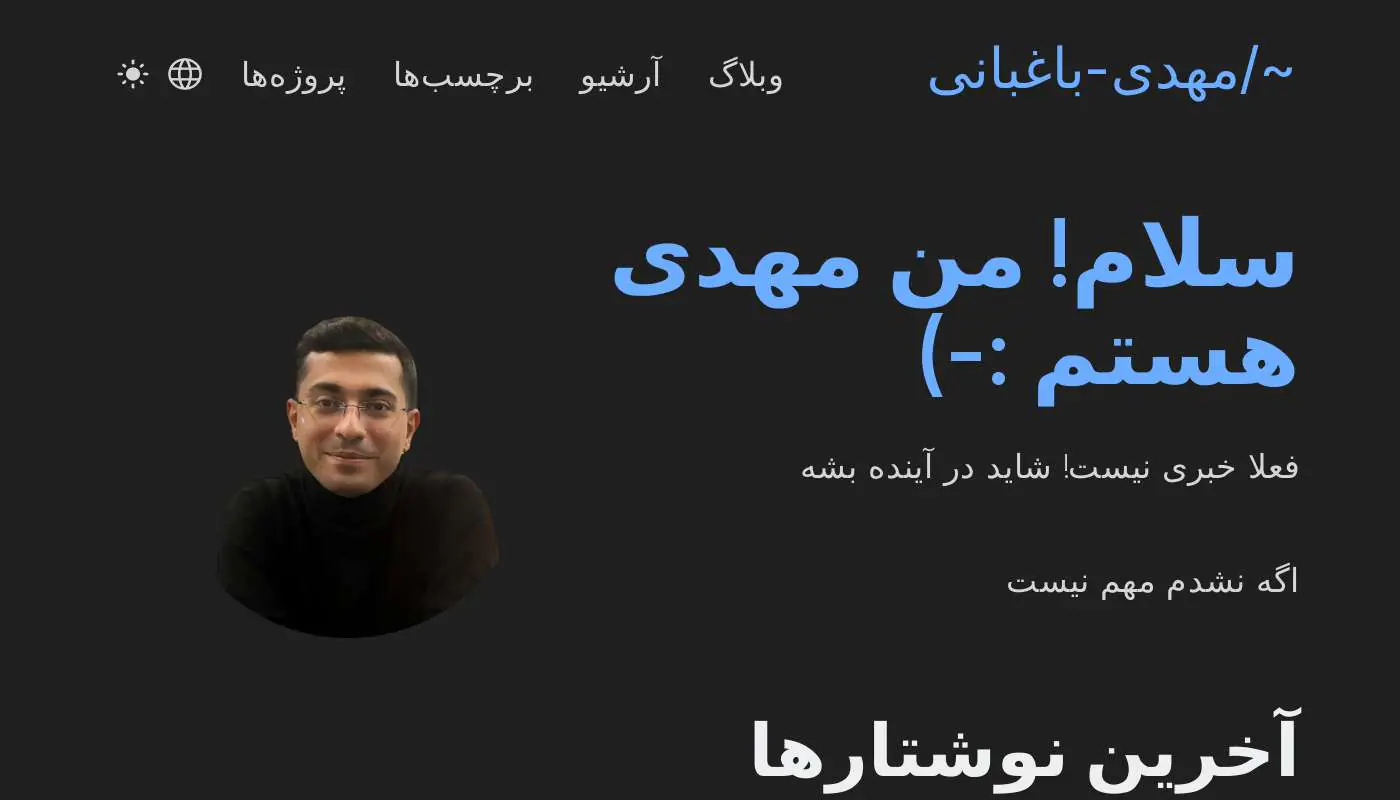 ~/مهدی-باغبانی
وبلاگ آرشیو برچسب‌ها پروژه‌ها
سلام! من مهدی
هستم :-)
فعلا خبری نیست! شاید در آینده بشه
اگه نشدم مهم نیست
آخرین نوشتارها